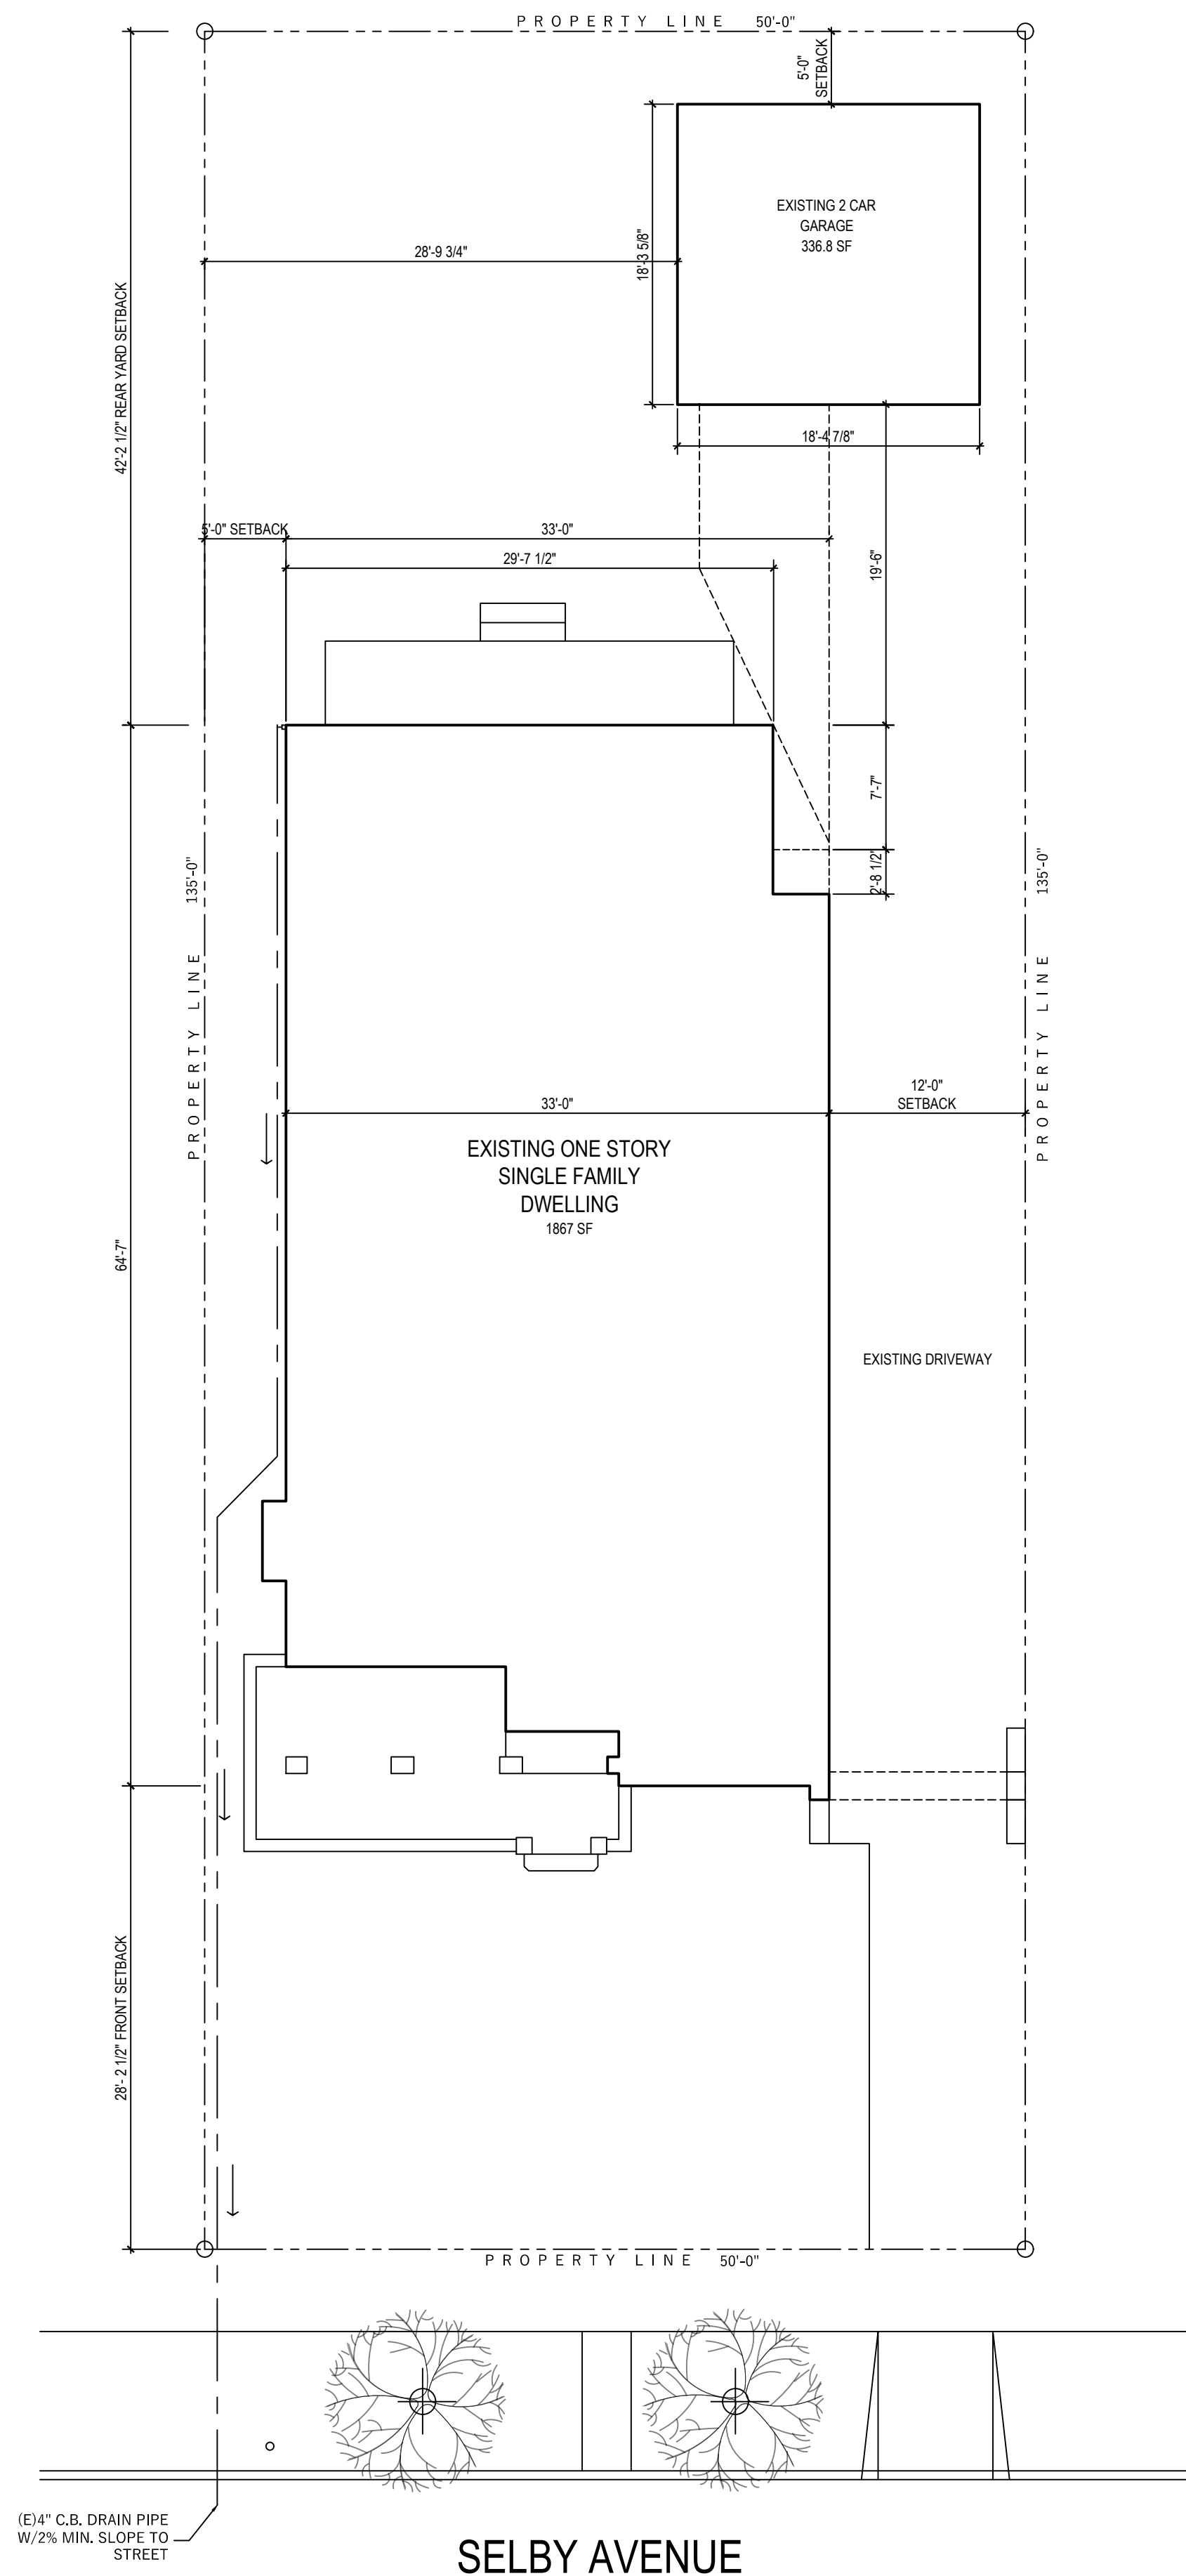 PROPERTY LINE 50'-0"
5'-0"
SETBACK
EXISTING 2 CAR
GARAGE
336.8 SF
18'-3 5/8"
28'-9 3/4"
42'-2 1/2" REAR YARD SETBACK
18'-4 7/8"
5'-0" SETBACK
33'-0"
29'-7 1/2"
19'-6"
7'-7"
2'-8 1/2"
PROPERTY LINE 135'-0"
PROPERTY LINE 135'-0"
12'-0"
SETBACK
33'-0"
EXISTING ONE STORY
SINGLE FAMILY
DWELLING
1867 SF
64'-7"
EXISTING DRIVEWAY
28'- 2 1/2" FRONT SETBACK
PROPERTY LINE 50'-0"
(E)4" C.B. DRAIN PIPE
W/2% MIN. SLOPE TO
STREET
SELBY AVENUE